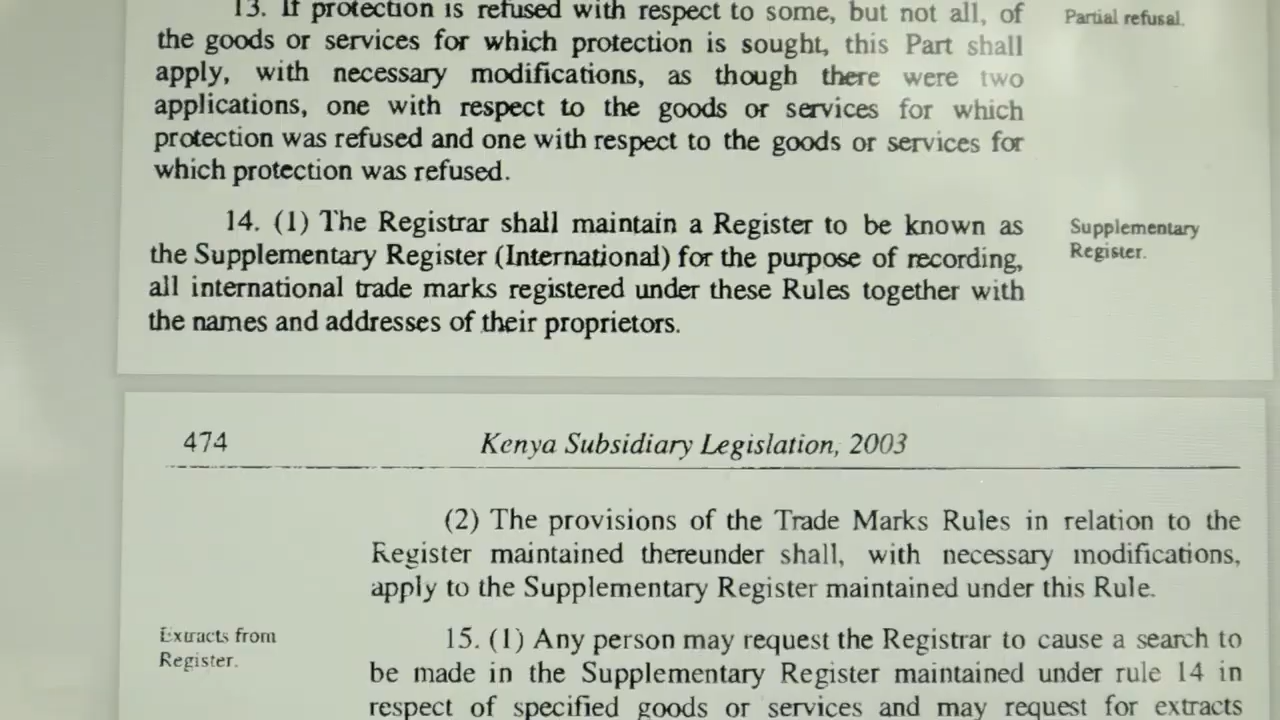 13. If protection is refused with respect to some, but not all, of
Partial refusal.
the goods or services for which protection is sought, this Part shall
apply, with necessary modifications, as though there were two
applications, one with respect to the goods or services for which
protection was refused and one with respect to the goods or services for
which protection was refused.
14. (1) The Registrar shall maintain a Register to be known as
Supplementary
the Supplementary Register (International) for the purpose of recording,
Register.
all international trade marks registered under these Rules together with
the names and addresses of their proprietors.
474
Kenya Subsidiary Legislation, 2003
(2) The provisions of the Trade Marks Rules in relation to the
Register maintained thereunder shall, with necessary modifications,
apply to the Supplementary Register maintained under this Rule.
Extracts from
Register.
15. (1) Any person may request the Registrar to cause a search to
be made in the Supplementary Register maintained under rule 14 in
respect of specified goods or services and may request for extracts